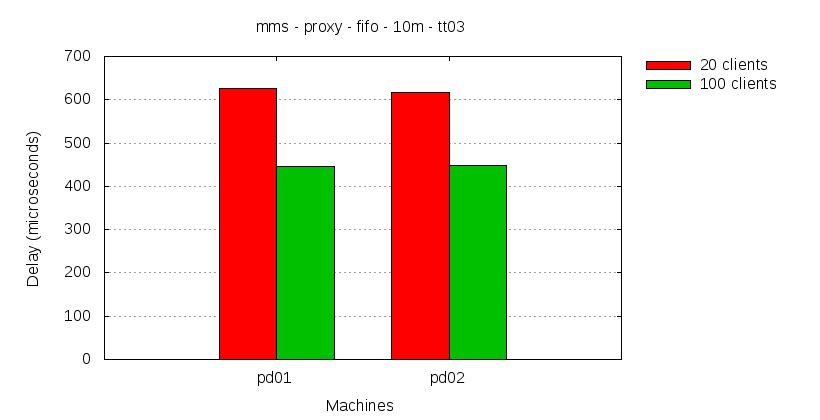 mms - proxy - fifo - 10m - tt03
20 clients
100 clients
Delay (microseconds)
700
600
500
400
300
200
100
0
pd01
pd02
Machines